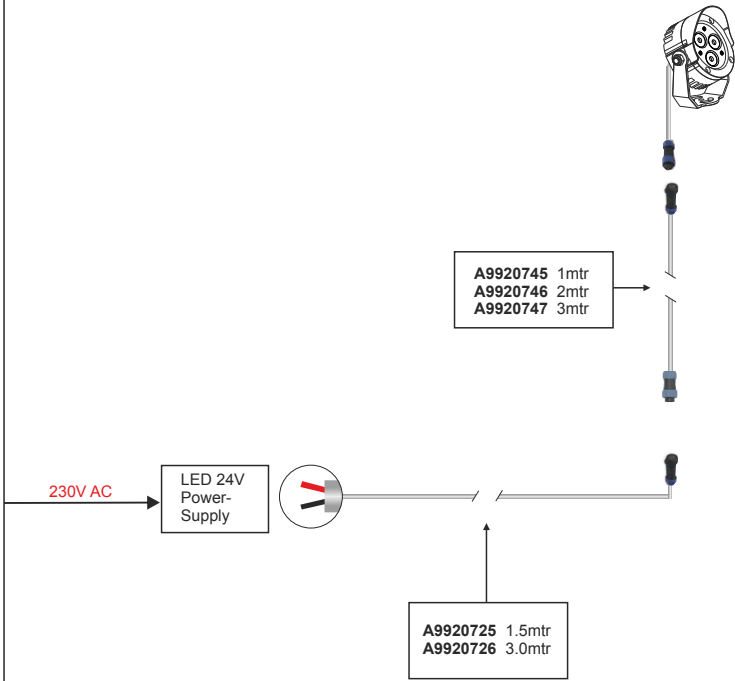 A9920745 1mtr
A9920746 2mtr
A9920747 3mtr
230V AC
LED 24V
Power-
Supply
A9920725 1.5mtr
A9920726 3.0mtr